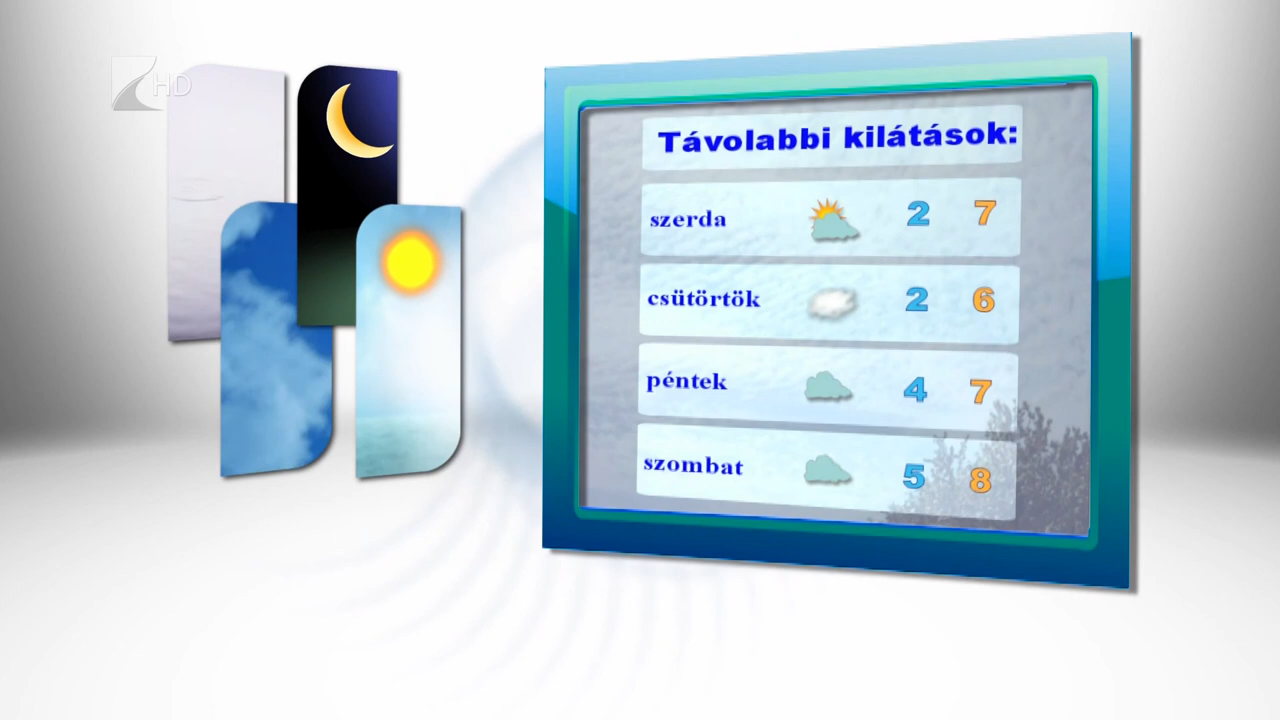 HD
Távolabbi kilátások:
szerda 2 7
csütörtök 2 6
péntek 4 7
szombat 5 8